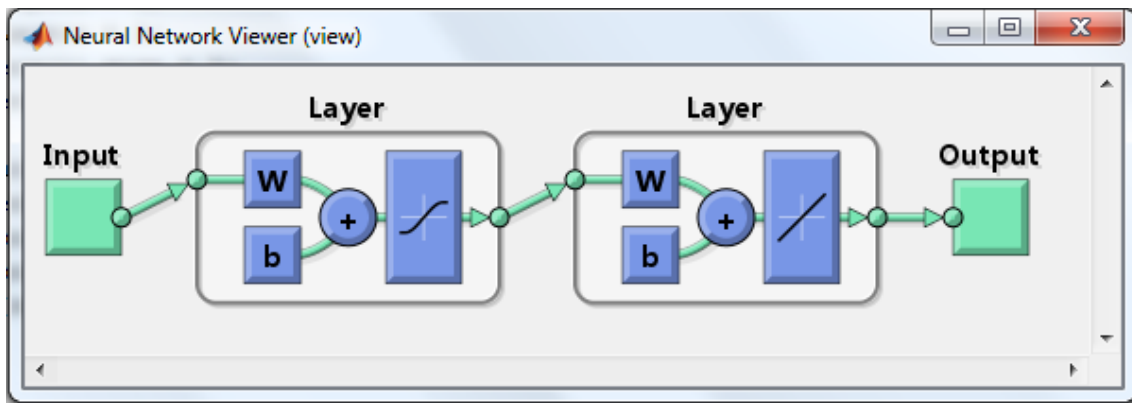 Neural Network Viewer (view)
Layer
Layer
Input
Output
W
b
+
W
b
+